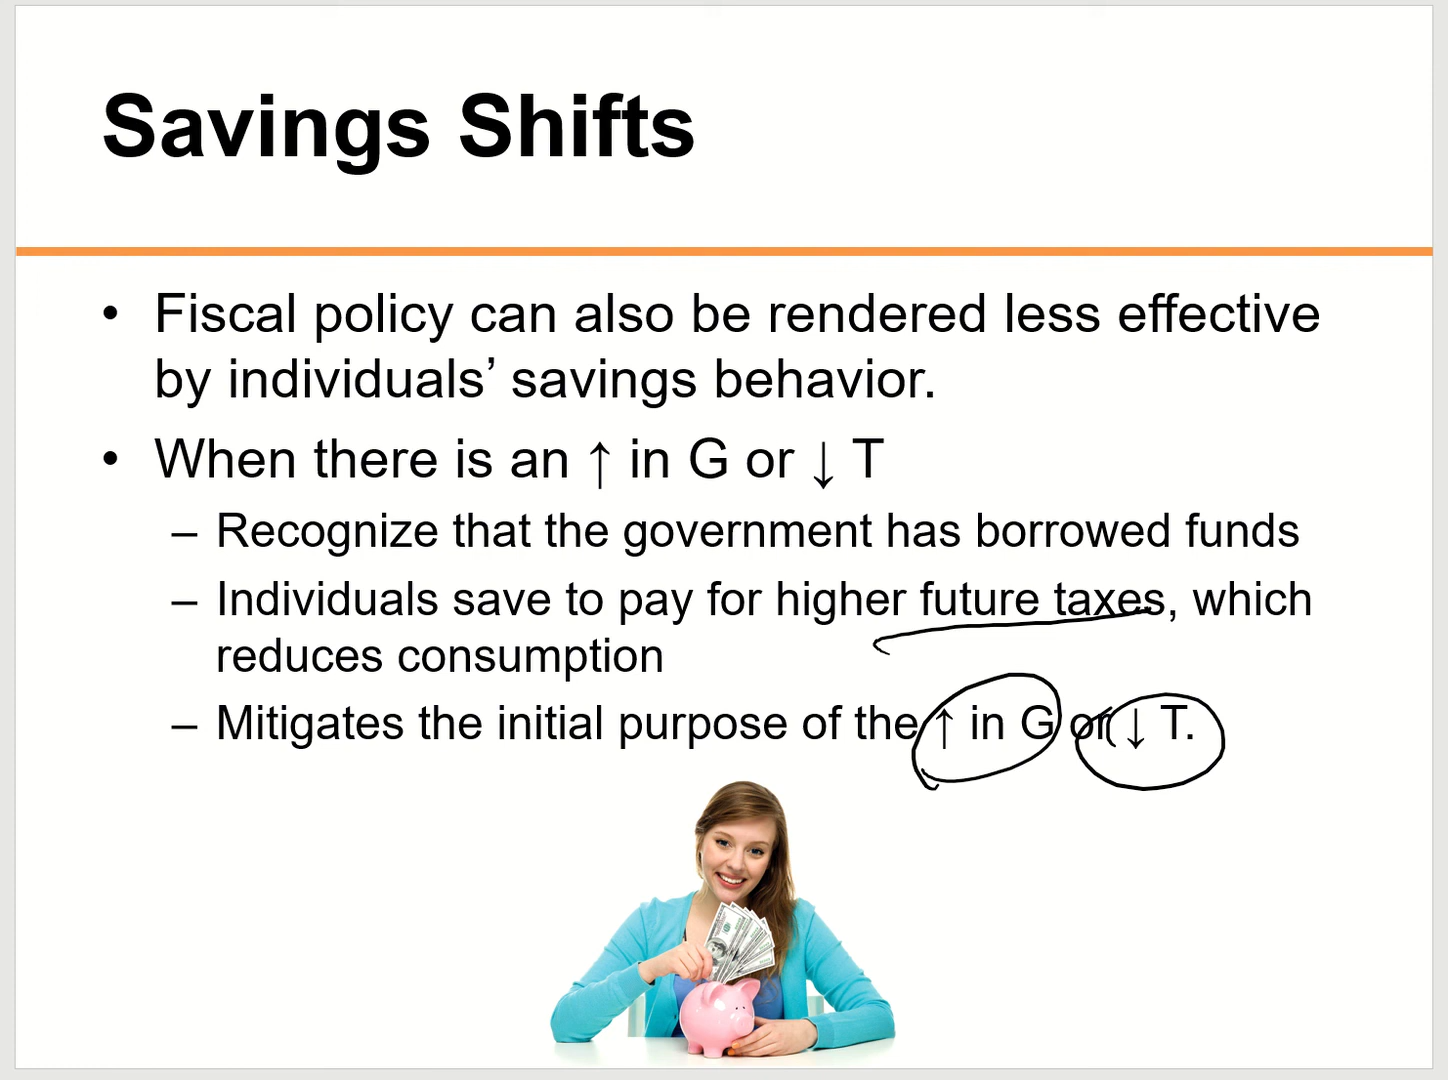 Savings Shifts
• Fiscal policy can also be rendered less effective
by individuals’ savings behavior.
• When there is an ↑ in G or ↓ T
– Recognize that the government has borrowed funds
– Individuals save to pay for higher future taxes, which
reduces consumption
– Mitigates the initial purpose of the ↑ in G or ↓ T.